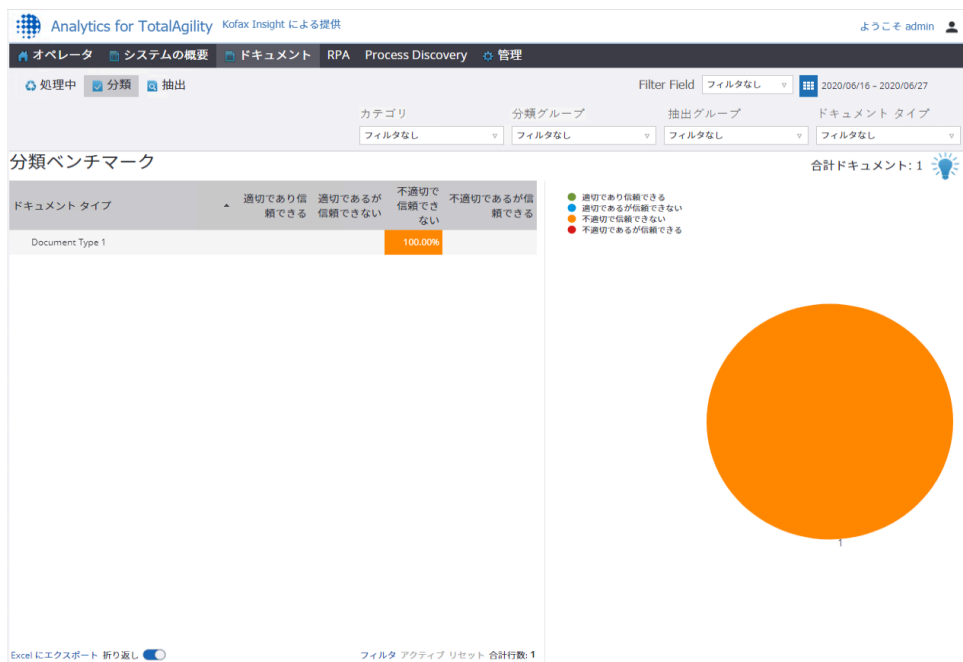 Analytics for TotalAgility Kofax Insight による提供 ようこそ admin
オペレータ システムの概要 ドキュメント RPA Process Discovery 管理
処理中 分類 抽出 Filter Field フィルタなし 2020/06/16 – 2020/06/27
カテゴリ 分類グループ 抽出グループ ドキュメント タイプ
フィルタなし フィルタなし フィルタなし フィルタなし
分類ベンチマーク 合計ドキュメント: 1
ドキュメント タイプ 適切であり信頼できる 適切であるが信頼できない 不適切で信頼できない 不適切であるが信頼できる
Document Type 1 100.00%
適切であり信頼できる
適切であるが信頼できない
不適切で信頼できない
不適切であるが信頼できる
1
Excel にエクスポート 折り返し フィルタ アクティブ リセット 合計行数: 1